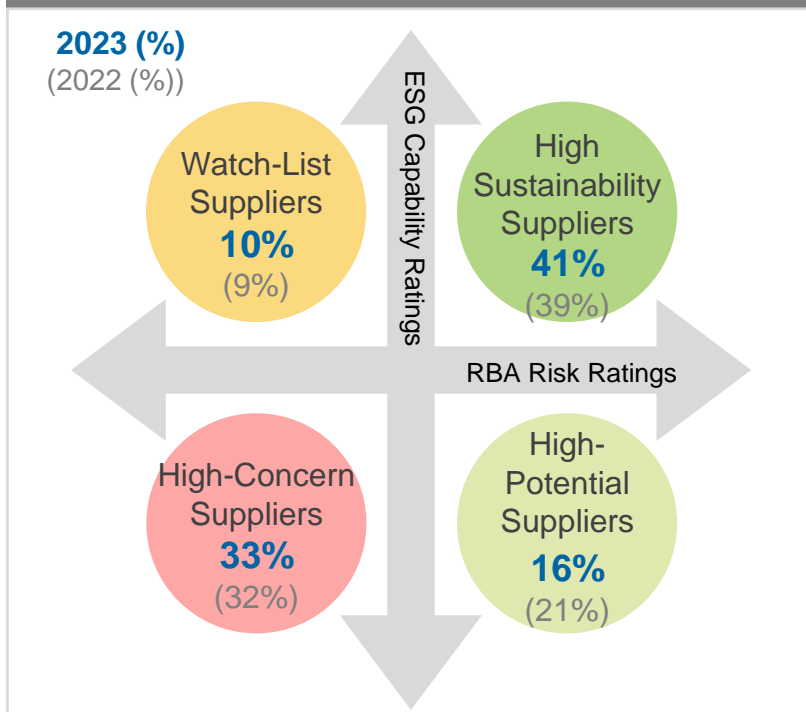 2023 (%)
(2022 (%))
ESG Capability Ratings
Watch-List
Suppliers
10%
(9%)
High
Sustainability
Suppliers
41%
(39%)
RBA Risk Ratings
High-Concern
Suppliers
33%
(32%)
High-
Potential
Suppliers
16%
(21%)